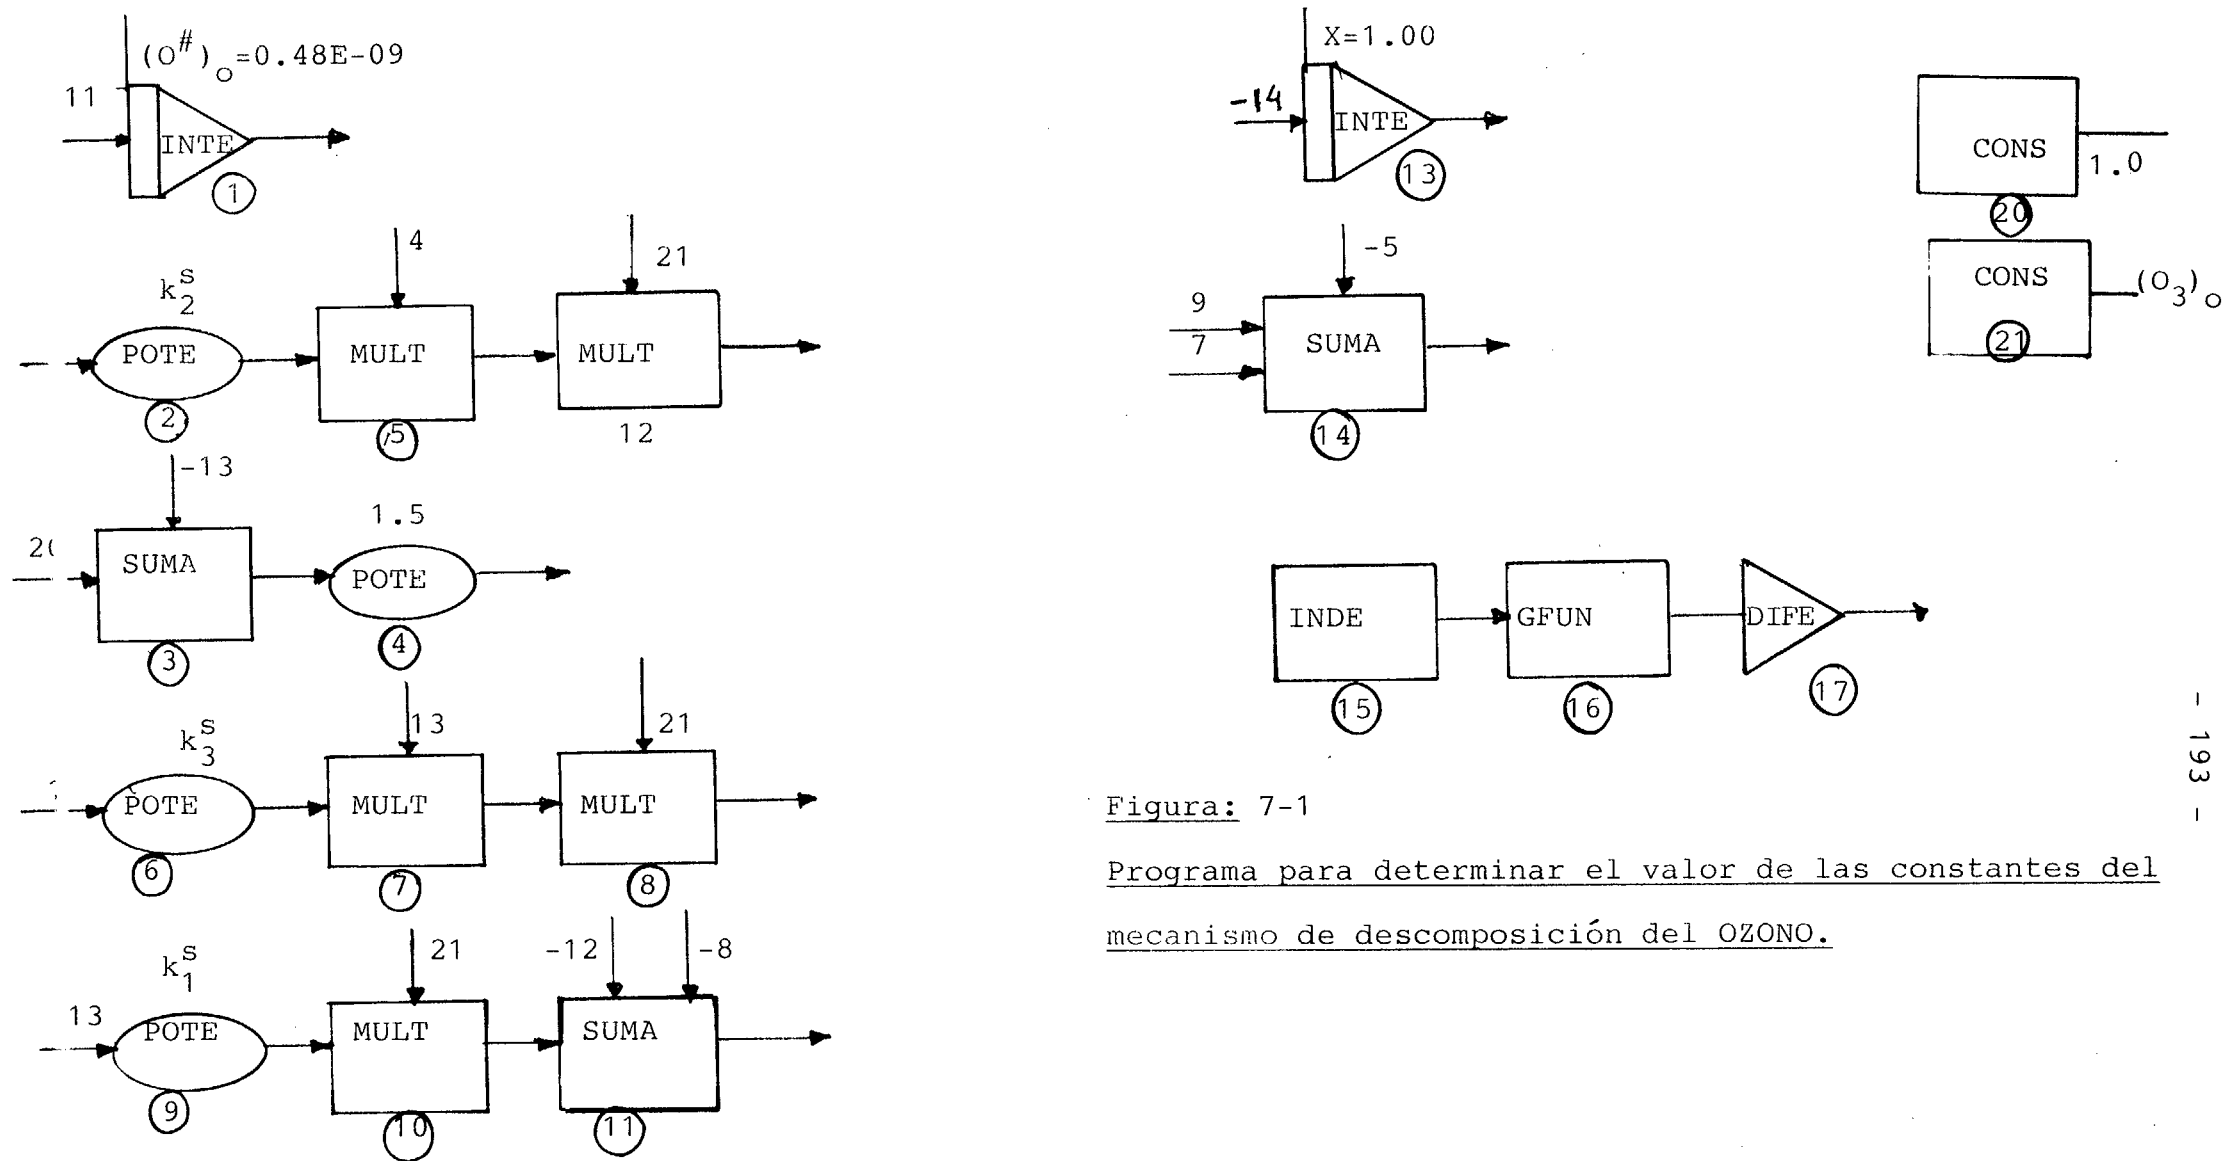 (O#)o=0.48E-09
11
INTE
1
k2s
4
21
POTE
MULT
MULT
2
5
12
-13
1.5
SUMA
POTE
3
4
k3s
13
21
POTE
MULT
MULT
6
7
8
k1s
21
-12
-8
13
POTE
MULT
SUMA
9
10
11
X=1.00
-14
INTE
13
-5
9
7
SUMA
14
CONS
1.0
20
CONS
(O3)o
21
INDE
GFUN
DIFE
15
16
17
Figura: 7-1
Programa para determinar el valor de las constantes del
mecanismo de descomposición del OZONO.
- 193 -